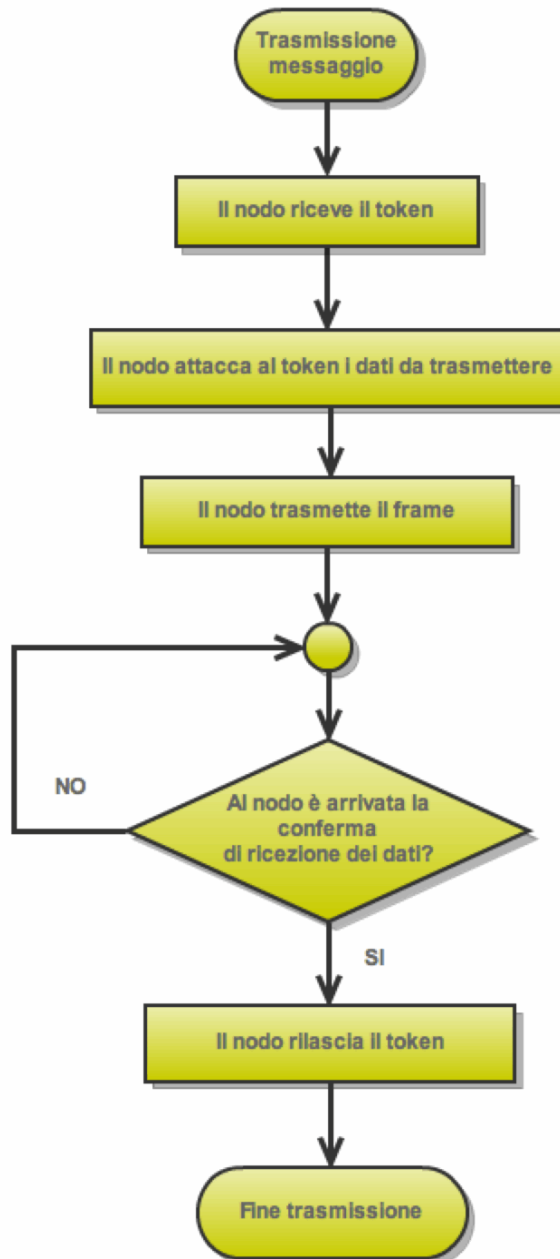 Trasmissione
messaggio
Il nodo riceve il token
Il nodo attacca al token i dati da trasmettere
Il nodo trasmette il frame
NO
Al nodo è arrivata la
conferma
di ricezione dei dati?
SI
Il nodo rilascia il token
Fine trasmissione